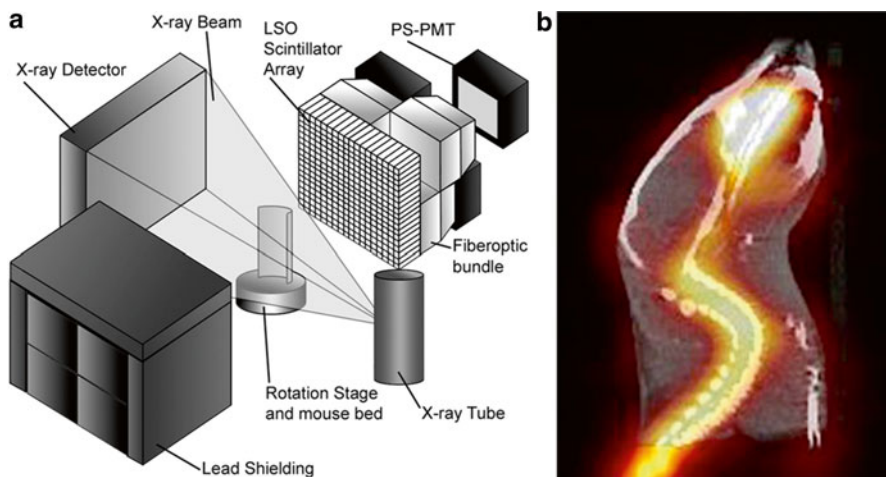 a
X-ray Beam
X-ray Detector
LSO
Scintillator
Array
PS-PMT
Fiberoptic
bundle
Rotation Stage
and mouse bed
X-ray Tube
Lead Shielding
b